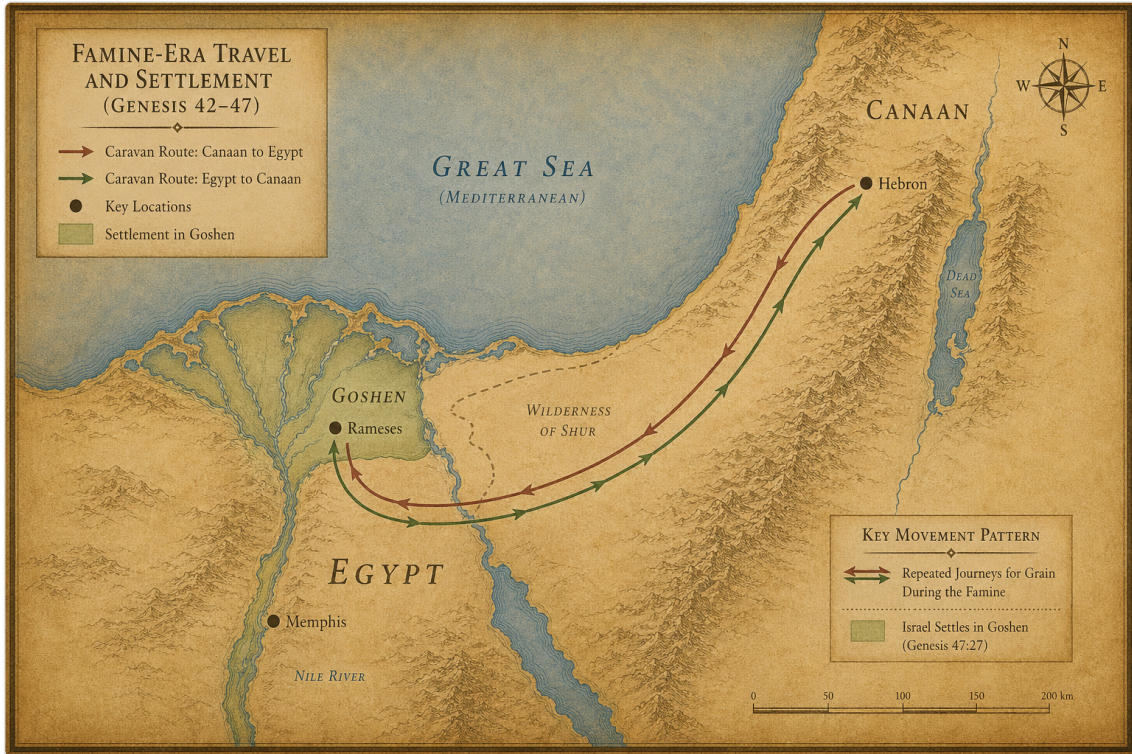 FAMINE-ERA TRAVEL
AND SETTLEMENT
(GENESIS 42–47)
Caravan Route: Canaan to Egypt
Caravan Route: Egypt to Canaan
Key Locations
Settlement in Goshen
GREAT SEA
(MEDITERRANEAN)
N
W
E
S
CANAAN
Hebron
DEAD
SEA
GOSHEN
Rameses
WILDERNESS
OF SHUR
EGYPT
Memphis
NILE RIVER
KEY MOVEMENT PATTERN
Repeated Journeys for Grain
During the Famine
Israel Settles in Goshen
(Genesis 47:27)
0 50 100 150 200 km